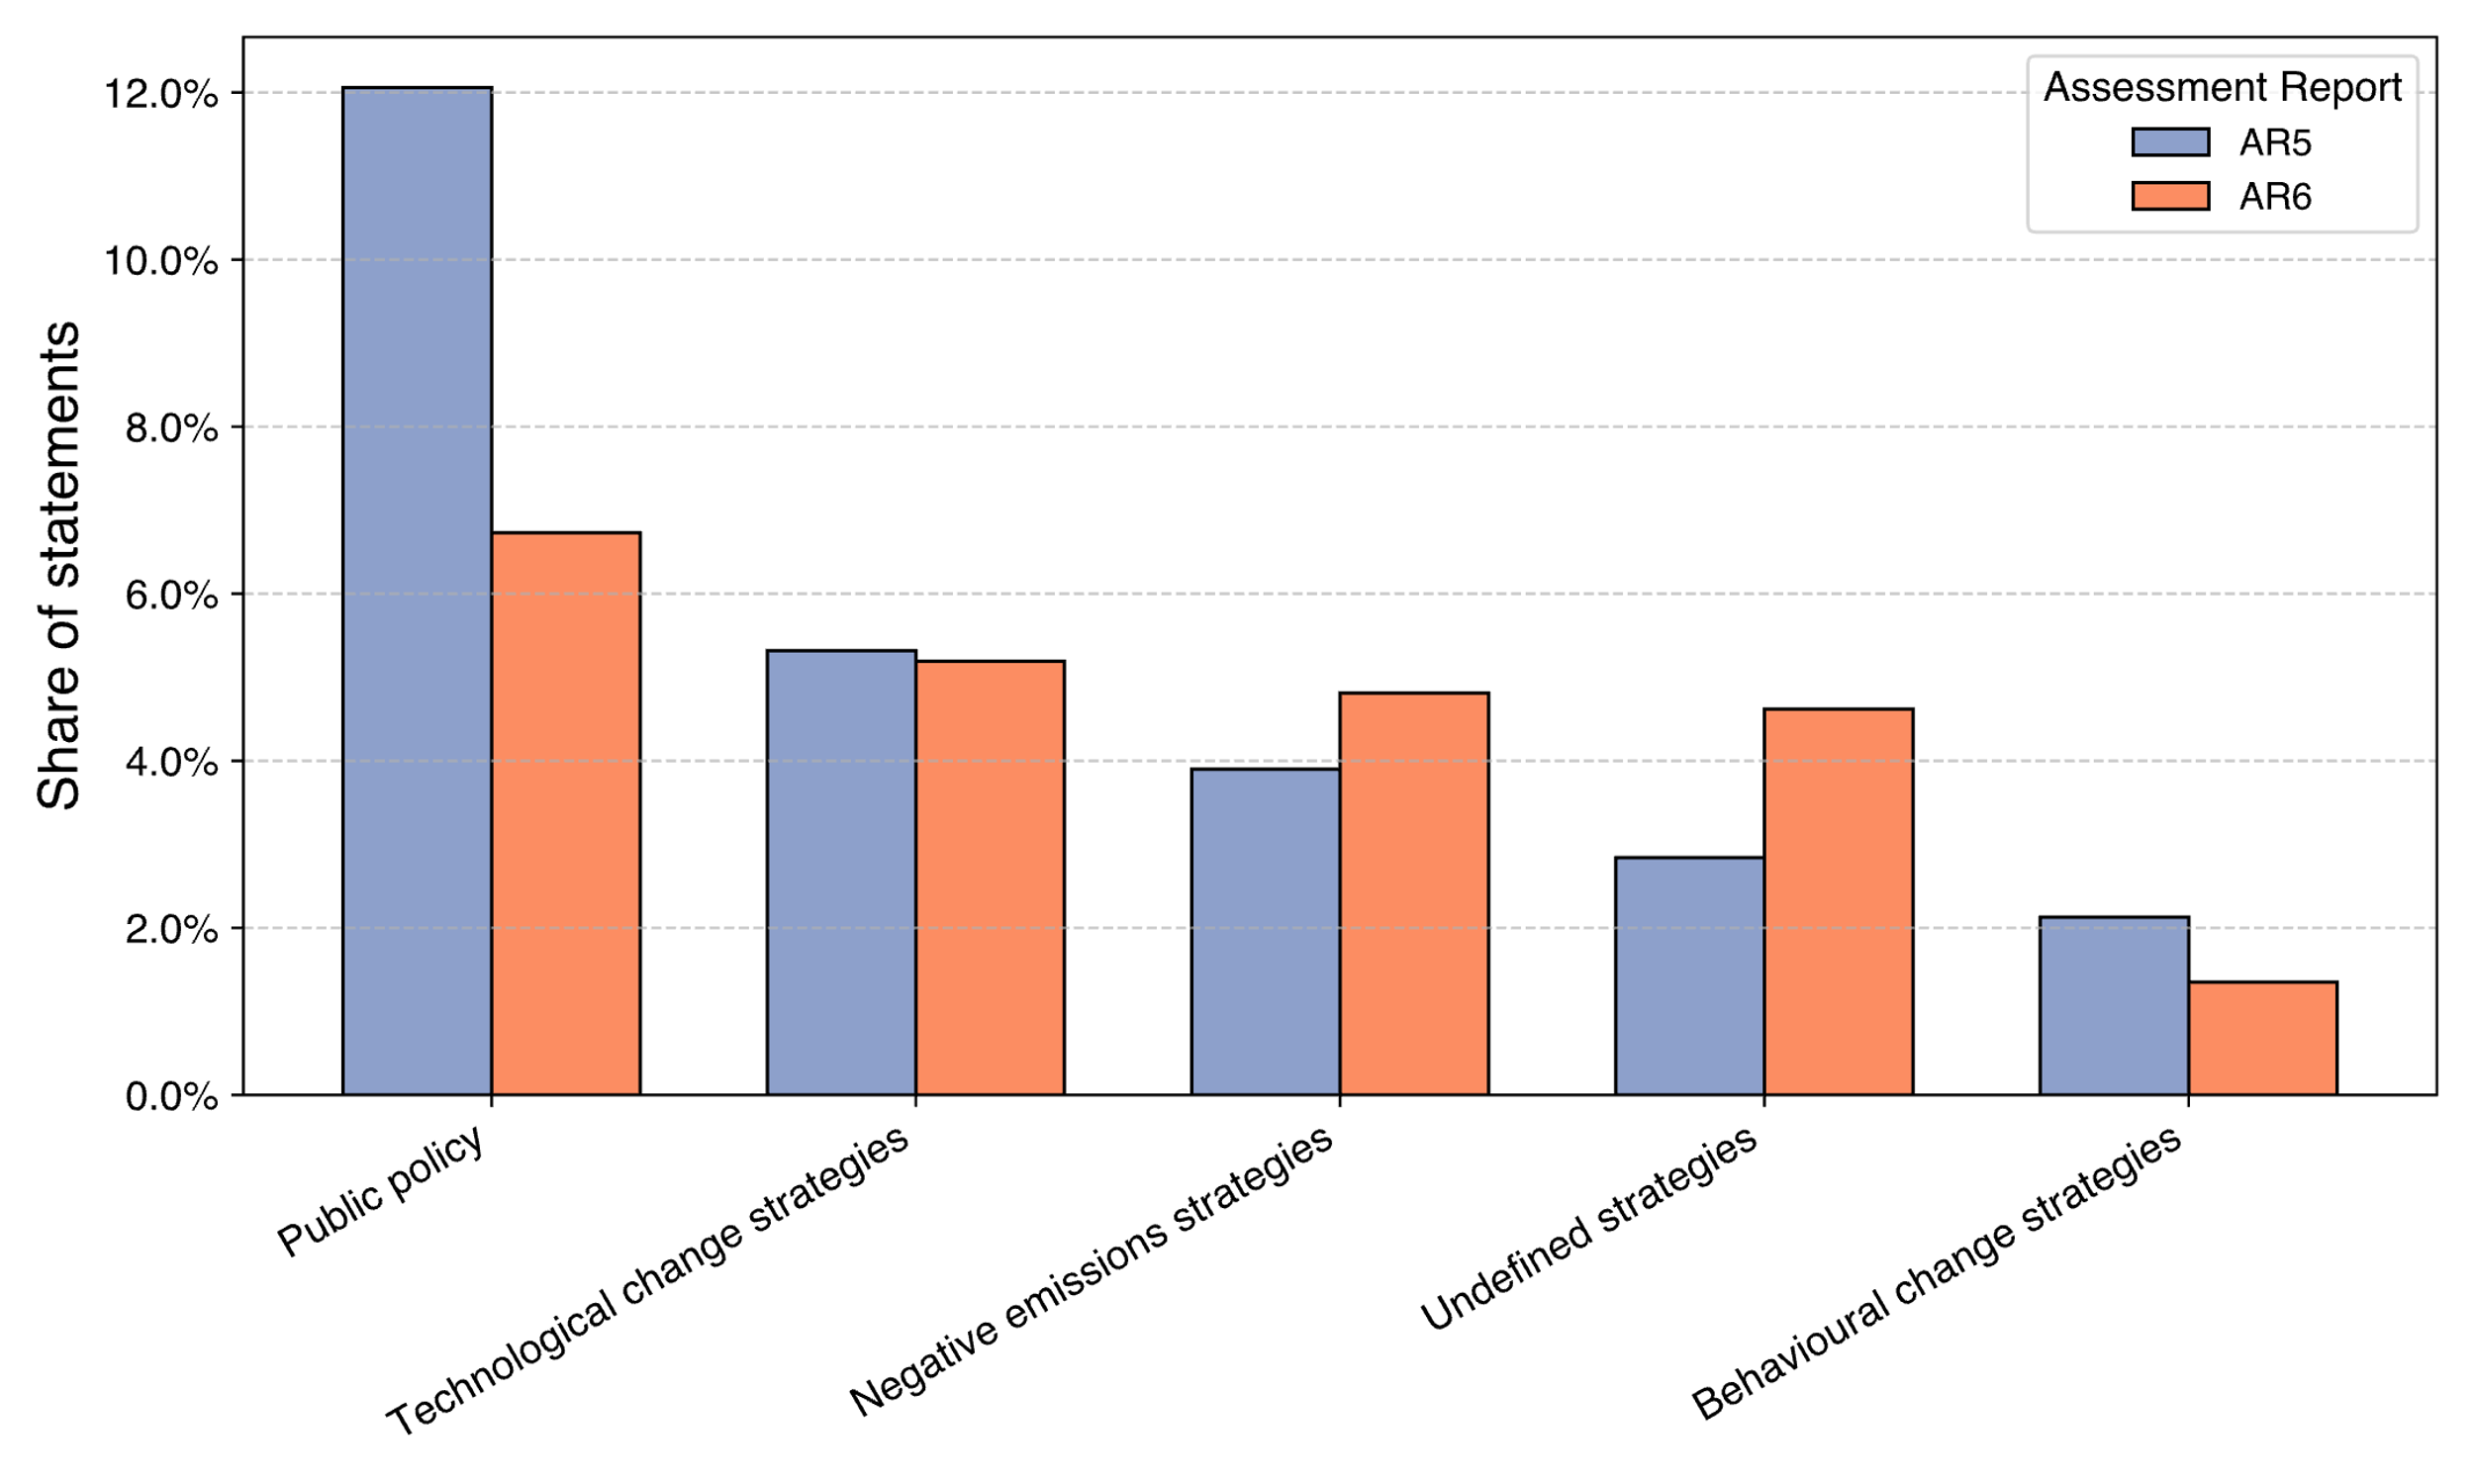 Assessment Report
AR5
AR6
Share of statements
12.0%
10.0%
8.0%
6.0%
4.0%
2.0%
0.0%
Public policy
Technological change strategies
Negative emissions strategies
Undefined strategies
Behavioural change strategies